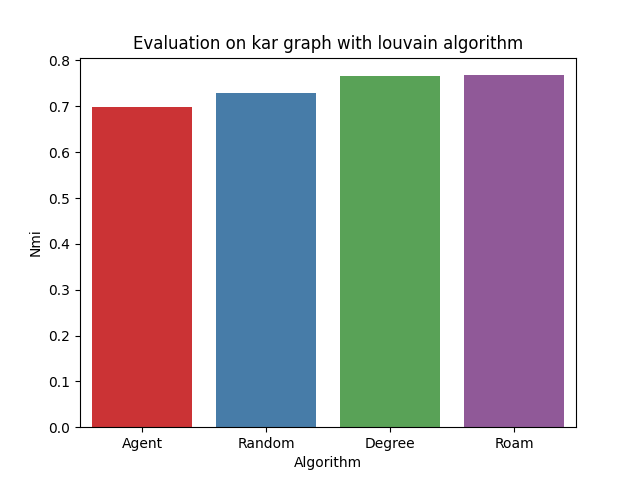 Evaluation on kar graph with louvain algorithm
0.8
0.7
0.6
0.5
0.4
0.3
0.2
0.1
0.0
Nmi
Agent
Random
Degree
Roam
Algorithm